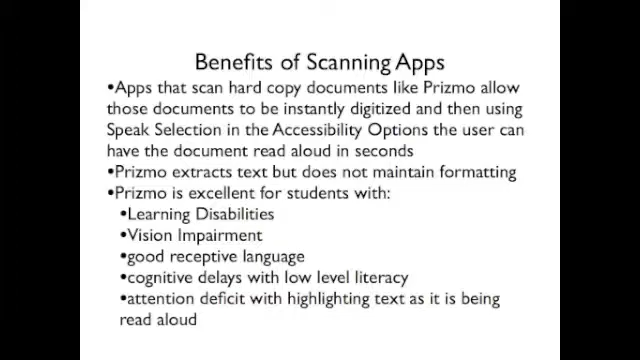 Benefits of Scanning Apps
•Apps that scan hard copy documents like Prizmo allow
those documents to be instantly digitized and then using
Speak Selection in the Accessibility Options the user can
have the document read aloud in seconds
•Prizmo extracts text but does not maintain formatting
•Prizmo is excellent for students with:
•Learning Disabilities
•Vision Impairment
•good receptive language
•cognitive delays with low level literacy
•attention deficit with highlighting text as it is being
read aloud